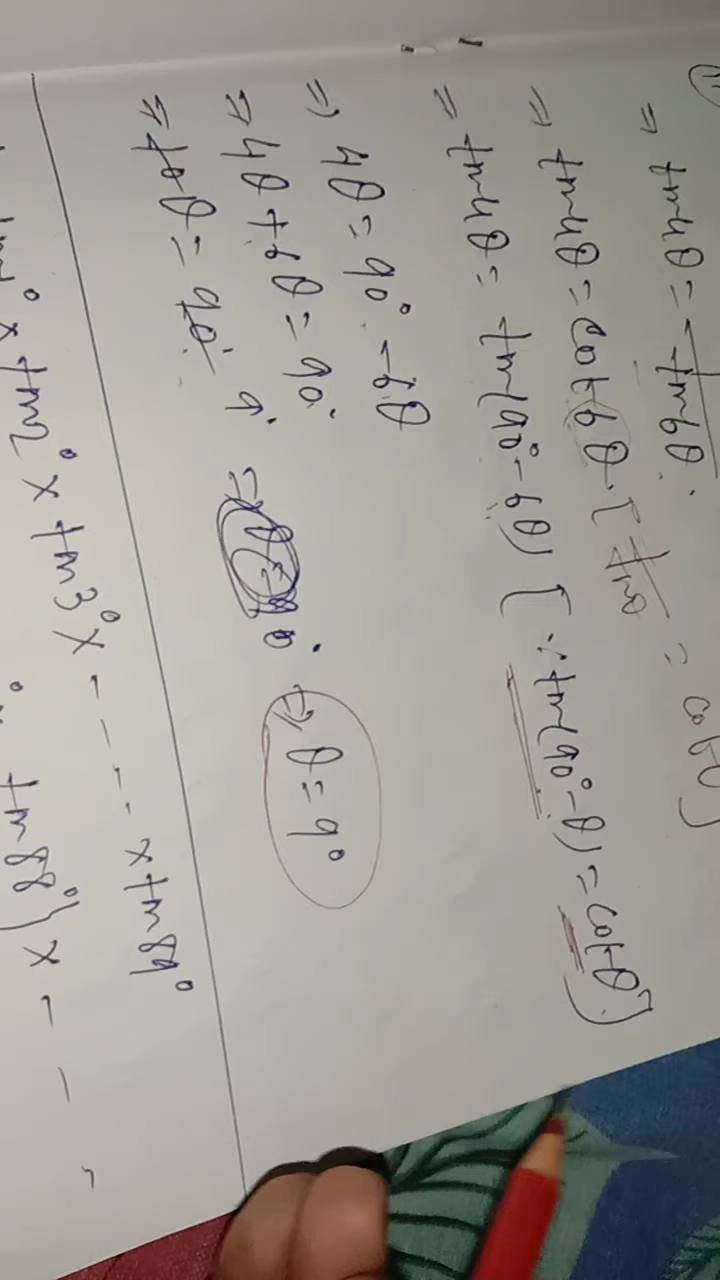 ⇒ tan4θ = 1/tan6θ.
⇒ tan4θ = cot6θ. [1/tanθ = cotθ]
= tan4θ = tan(90° - 6θ) [∵ tan(90° - θ) = cotθ]
⇒ 4θ = 90° - 6θ
⇒ 4θ + 6θ = 90°
⇒ 10θ = 90° 9°
⇒ θ = 9°
× tan2° × tan3° × - - - - × tan89°
tan88°) × - - -